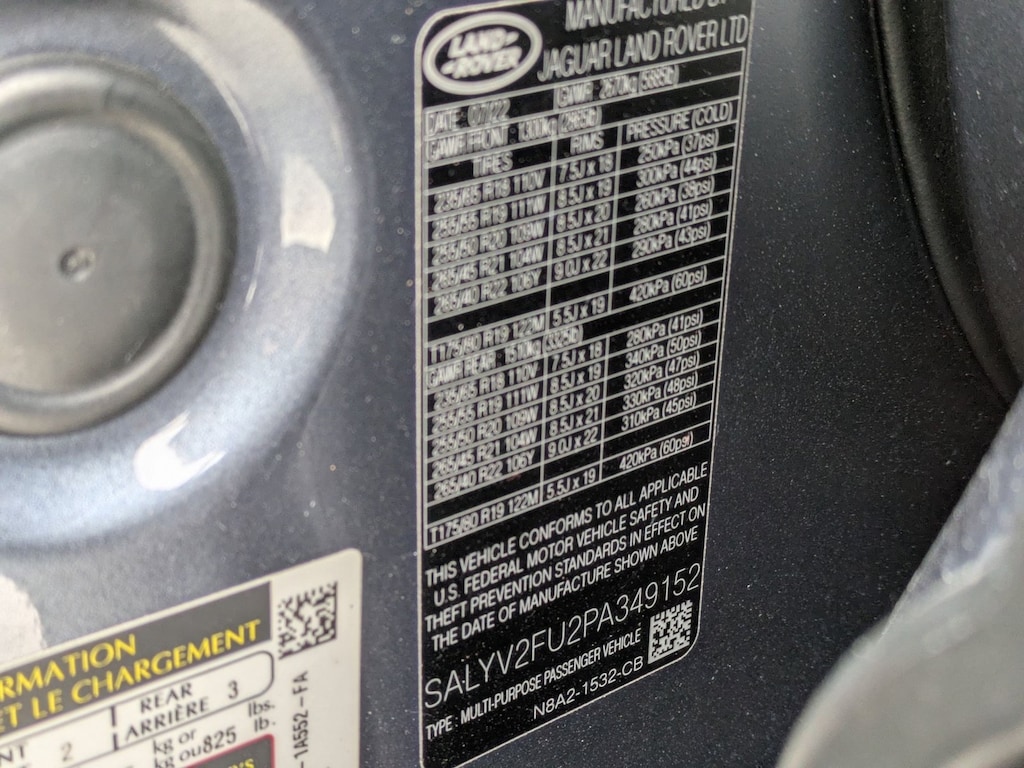 LAND-
-ROVER
MANUFACTURED BY
JAGUAR LAND ROVER LTD
DATE : 07/22 GVWR : 2670kg (5885lb)
GAWR FRONT : 1300kg (2865lb)
TIRES RIMS PRESSURE (COLD)
235/65 R18 110V 7.5J x 18 250kPa (37psi)
255/55 R19 111W 8.5J x 19 300kPa (44psi)
255/50 R20 109W 8.5J x 20 260kPa (38psi)
265/45 R21 104W 8.5J x 21 280kPa (41psi)
265/40 R22 106Y 9.0J x 22 290kPa (43psi)
T175/80 R19 122M 5.5J x 19 420kPa (60psi)
GAWR REAR : 1510kg (3325lb)
235/65 R18 110V 7.5J x 18 280kPa (41psi)
255/55 R19 111W 8.5J x 19 340kPa (50psi)
255/50 R20 109W 8.5J x 20 320kPa (47psi)
265/45 R21 104W 8.5J x 21 330kPa (48psi)
265/40 R22 106Y 9.0J x 22 310kPa (45psi)
T175/80 R19 122M 5.5J x 19 420kPa (60psi)
THIS VEHICLE CONFORMS TO ALL APPLICABLE
U.S. FEDERAL MOTOR VEHICLE SAFETY AND
THEFT PREVENTION STANDARDS IN EFFECT ON
THE DATE OF MANUFACTURE SHOWN ABOVE
SALYV2FU2PA349152
TYPE : MULTI-PURPOSE PASSENGER VEHICLE
N8A2-1532-CB
RMATION
ET LE CHARGEMENT
NT 2 REAR 3
ARRIÈRE
kg or lbs.
kg ou 825 lb.
-1A552-FA